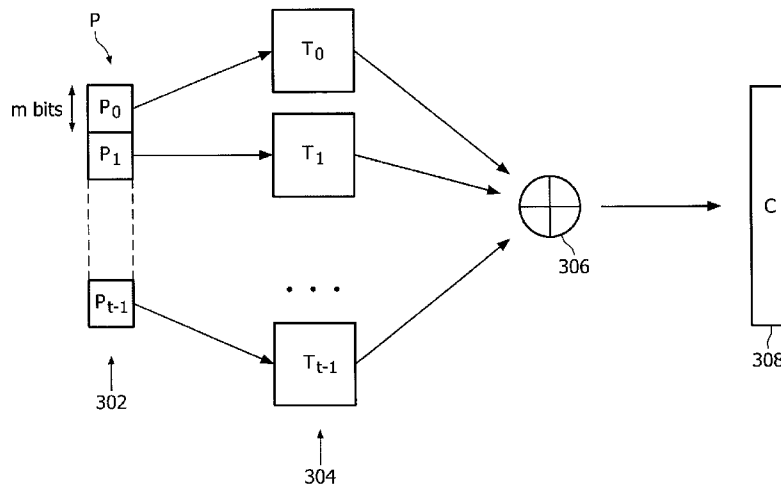 P
m bits
P0
P1
Pt-1
T0
T1
. . .
Tt-1
C
302
304
306
308